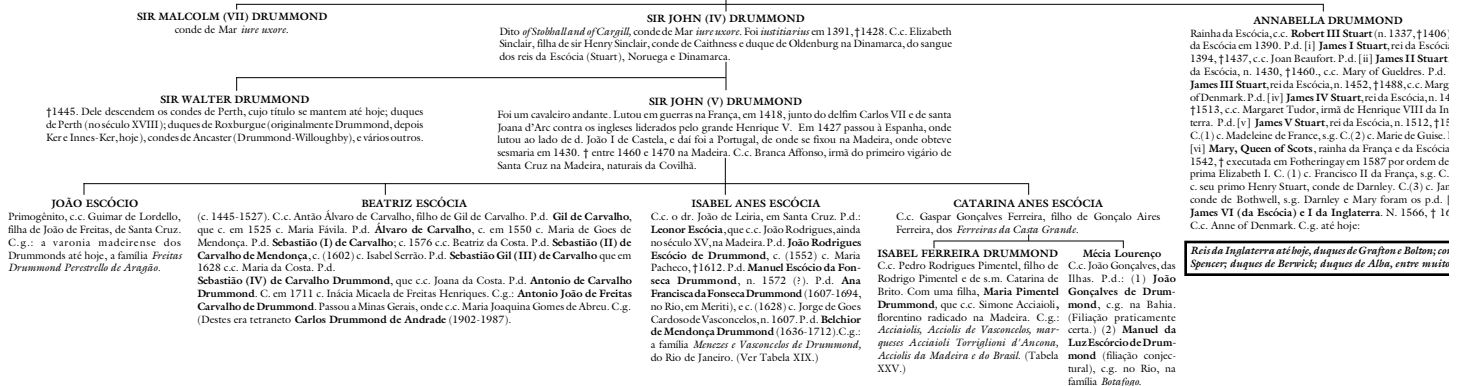 SIR MALCOLM (VII) DRUMMOND
conde de Mar iure uxore.
SIR JOHN (IV) DRUMMOND
Dito of Stobhall and of Cargill, conde de Mar iure uxore. Foi iustitiarius em 1391, †1428. C.c. Elizabeth
Sinclair, filha de sir Henry Sinclair, conde de Caithness e duque de Oldenburg na Dinamarca, do sangue
dos reis da Escócia (Stuart), Noruega e Dinamarca.
ANNABELLA DRUMMOND
Rainha da Escócia, c.c. Robert III Stuart (n. 1337, †1406)
da Escócia em 1390. P.d. [i] James I Stuart, rei da Escóci
1394, †1437, c.c. Joan Beaufort. P.d. [ii] James II Stuart
da Escócia, n. 1430, †1460., c.c. Mary of Gueldres. P.d.
James III Stuart, rei da Escócia, n. 1452, †1488, c.c. Marg
of Denmark. P.d. [iv] James IV Stuart, rei da Escócia, n. 14
†1513, c.c. Margaret Tudor, irmã de Henrique VIII da In
terra. P.d. [v] James V Stuart, rei da Escócia, n. 1512, †15
C.(1) c. Madeleine de France, s.g. C.(2) c. Marie de Guise.
[vi] Mary, Queen of Scots, rainha da França e da Escócia
1542, † executada em Fotheringay em 1587 por ordem de
prima Elizabeth I. C. (1) c. Francisco II da França, s.g. C.
c. seu primo Henry Stuart, conde de Darnley. C.(3) c. Jam
conde de Bothwell, s.g. Darnley e Mary foram os p.d. [
James VI (da Escócia) e I da Inglaterra. N. 1566, † 16
C.c. Anne of Denmark. C.g. até hoje:
Reis da Inglaterra até hoje, duques de Grafton e Bolton; con
Spencer; duques de Berwick; duques de Alba, entre muito
SIR WALTER DRUMMOND
†1445. Dele descendem os condes de Perth, cujo título se mantem até hoje; duques
de Perth (no século XVIII); duques de Roxburgue (originalmente Drummond, depois
Ker e Innes-Ker, hoje), condes de Ancaster (Drummond-Willoughby), e vários outros.
SIR JOHN (V) DRUMMOND
Foi um cavaleiro andante. Lutou em guerras na França, em 1418, junto do delfim Carlos VII e de santa
Joana d'Arc contra os ingleses liderados pelo grande Henrique V. Em 1427 passou à Espanha, onde
lutou ao lado de d. João I de Castela, e daí foi a Portugal, de onde se fixou na Madeira, onde obteve
sesmaria em 1430. † entre 1460 e 1470 na Madeira. C.c. Branca Affonso, irmã do primeiro vigário de
Santa Cruz na Madeira, naturais da Covilhã.
JOÃO ESCÓCIO
Primogênito, c.c. Guimar de Lordello,
filha de João de Freitas, de Santa Cruz.
C.g.: a varonia madeirense dos
Drummonds até hoje, a família Freitas
Drummond Perestrello de Aragão.
BEATRIZ ESCÓCIA
(c. 1445-1527). C.c. Antão Álvaro de Carvalho, filho de Gil de Carvalho. P.d. Gil de Carvalho,
que c. em 1525 c. Maria Fávila. P.d. Álvaro de Carvalho, c. em 1550 c. Maria de Goes de
Mendonça. P.d. Sebastião (I) de Carvalho; c. 1576 c.c. Beatriz da Costa. P.d. Sebastião (II) de
Carvalho de Mendonça, c. (1602) c. Isabel Serrão. P.d. Sebastião Gil (III) de Carvalho que em
1628 c.c. Maria da Costa. P.d.
Sebastião (IV) de Carvalho Drummond, que c.c. Joana da Costa. P.d. Antonio de Carvalho
Drummond. C. em 1711 c. Inácia Micaela de Freitas Henriques. C.g.: Antonio João de Freitas
Carvalho de Drummond. Passou a Minas Gerais, onde c.c. Maria Joaquina Gomes de Abreu. C.g.
(Destes era tetraneto Carlos Drummond de Andrade (1902-1987).
ISABEL ANES ESCÓCIA
C.c. o dr. João de Leiria, em Santa Cruz. P.d.:
Leonor Escócia, que c.c. João Rodrigues, ainda
no século XV, na Madeira. P.d. João Rodrigues
Escócio de Drummond, c. (1552) c. Maria
Pacheco, †1612. P.d. Manuel Escócio da Fon-
seca Drummond, n. 1572 (?). P.d. Ana
Francisca da Fonseca Drummond (1607-1694,
no Rio, em Meriti), e c. (1628) c. Jorge de Goes
Cardoso de Vasconcelos, n. 1607. P.d. Belchior
de Mendonça Drummond (1636-1712).C.g.:
a família Menezes e Vasconcelos de Drummond,
do Rio de Janeiro. (Ver Tabela XIX.)
CATARINA ANES ESCÓCIA
C.c. Gaspar Gonçalves Ferreira, filho de Gonçalo Aires
Ferreira, dos Ferreiras da Casta Grande.
ISABEL FERREIRA DRUMMOND
C.c. Pedro Rodrigues Pimentel, filho de
Rodrigo Pimentel e de s.m. Catarina de
Brito. Com uma filha, Maria Pimentel
Drummond, que c.c. Simone Acciaioli,
florentino radicado na Madeira. C.g.:
Acciaiolis, Acciolis de Vasconcelos, mar-
queses Acciaioli Torriglioni d'Ancona,
Acciolis da Madeira e do Brasil. (Tabela
XXV.)
Mécia Lourenço
C.c. João Gonçalves, das
Ilhas. P.d.: (1) João
Gonçalves de Drum-
mond, c.g. na Bahia.
(Filiação praticamente
certa.) (2) Manuel da
Luz Escórcio de Drum-
mond (filiação conjec-
tural), c.g. no Rio, na
família Botafogo.